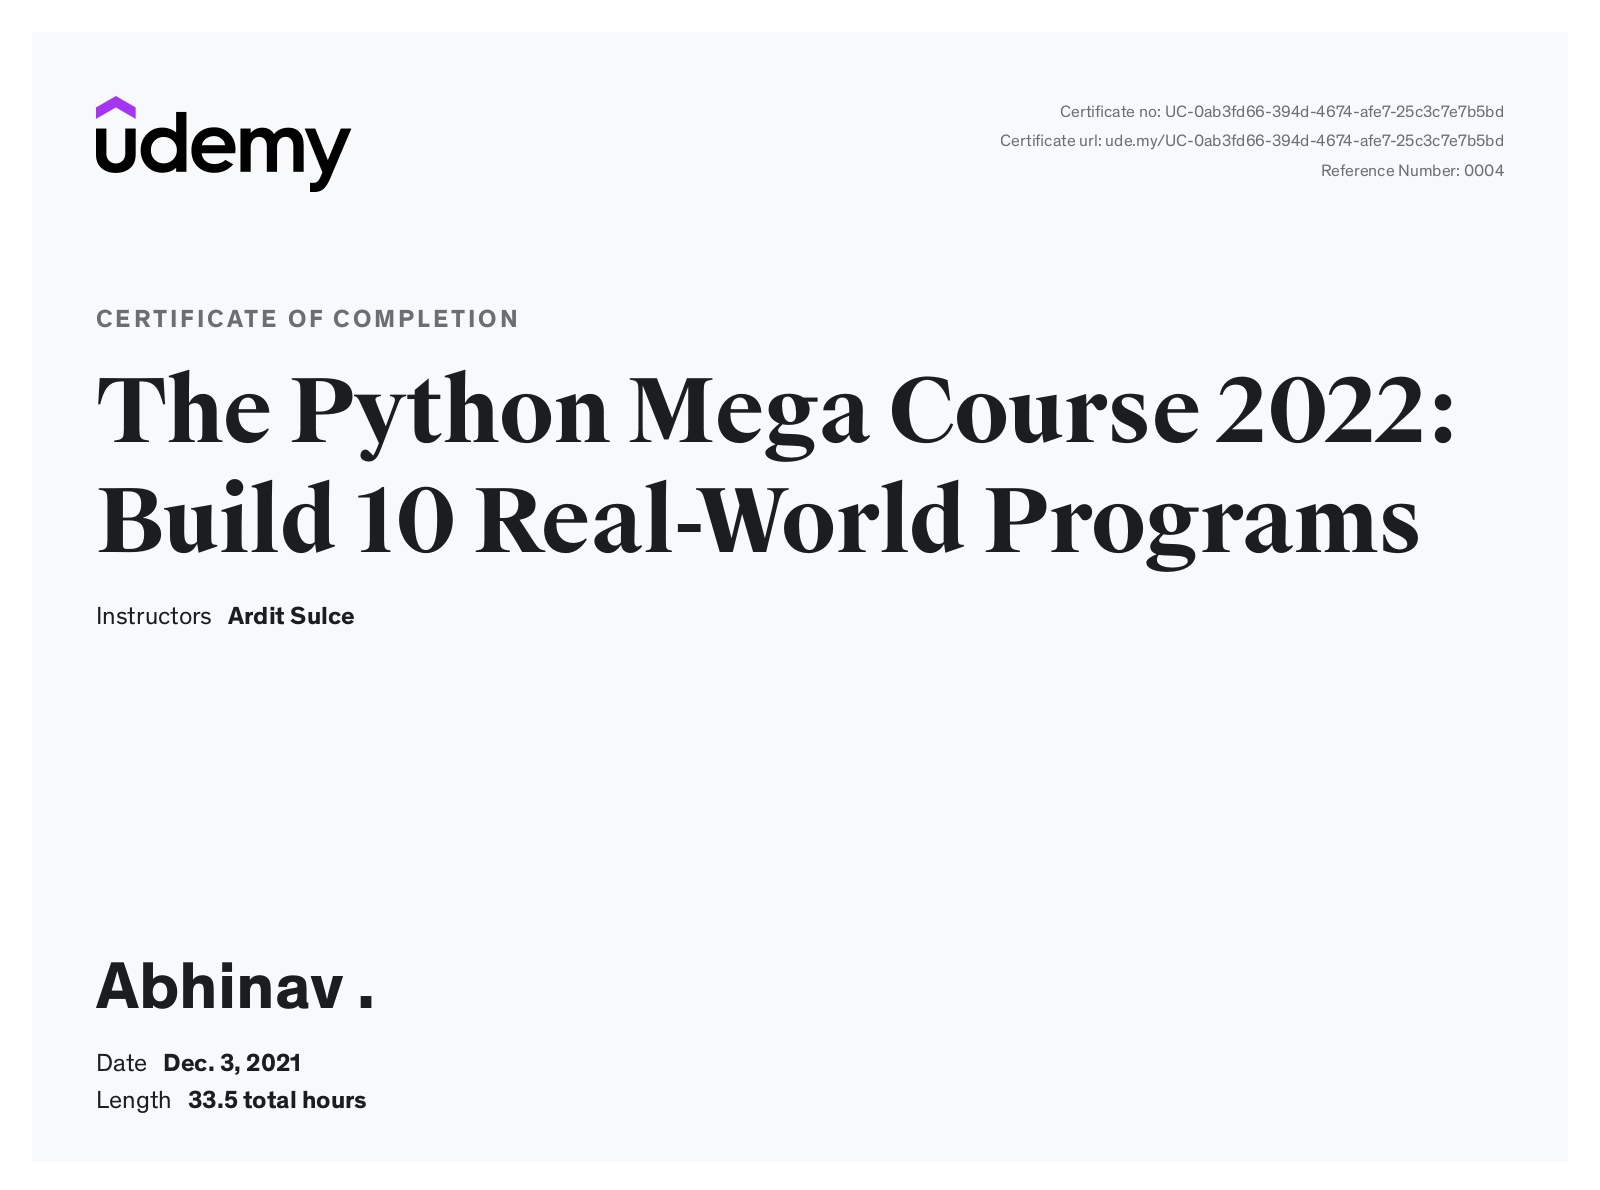 udemy
Certificate no: UC-0ab3fd66-394d-4674-afe7-25c3c7e7b5bd
Certificate url: ude.my/UC-0ab3fd66-394d-4674-afe7-25c3c7e7b5bd
Reference Number: 0004
CERTIFICATE OF COMPLETION
The Python Mega Course 2022:
Build 10 Real-World Programs
Instructors Ardit Sulce
Abhinav .
Date Dec. 3, 2021
Length 33.5 total hours